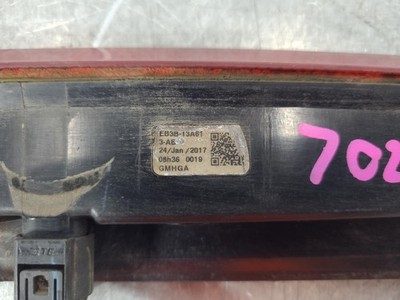 EB3B-13A61
3-AB
24/Jan/2017
08h36 0019
GMHGA
702